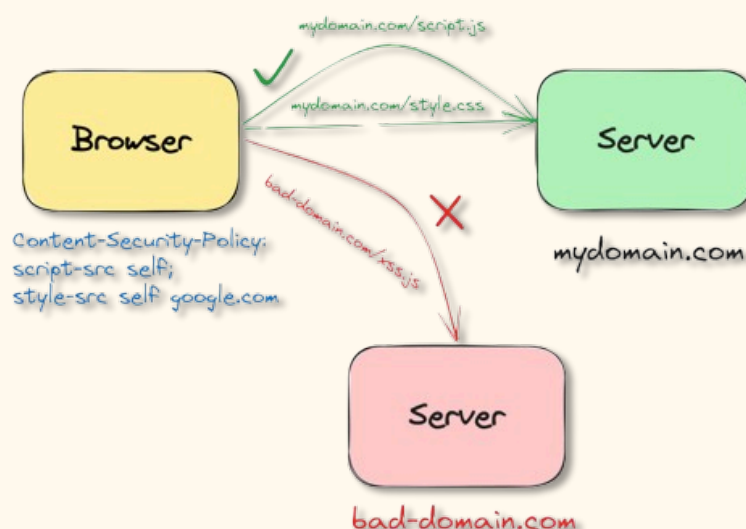 mydomain.com/script.js
mydomain.com/style.css
Browser
Server
bad-domain.com/xss.js
Content-Security-Policy:
script-src self;
style-src self google.com
mydomain.com
Server
bad-domain.com